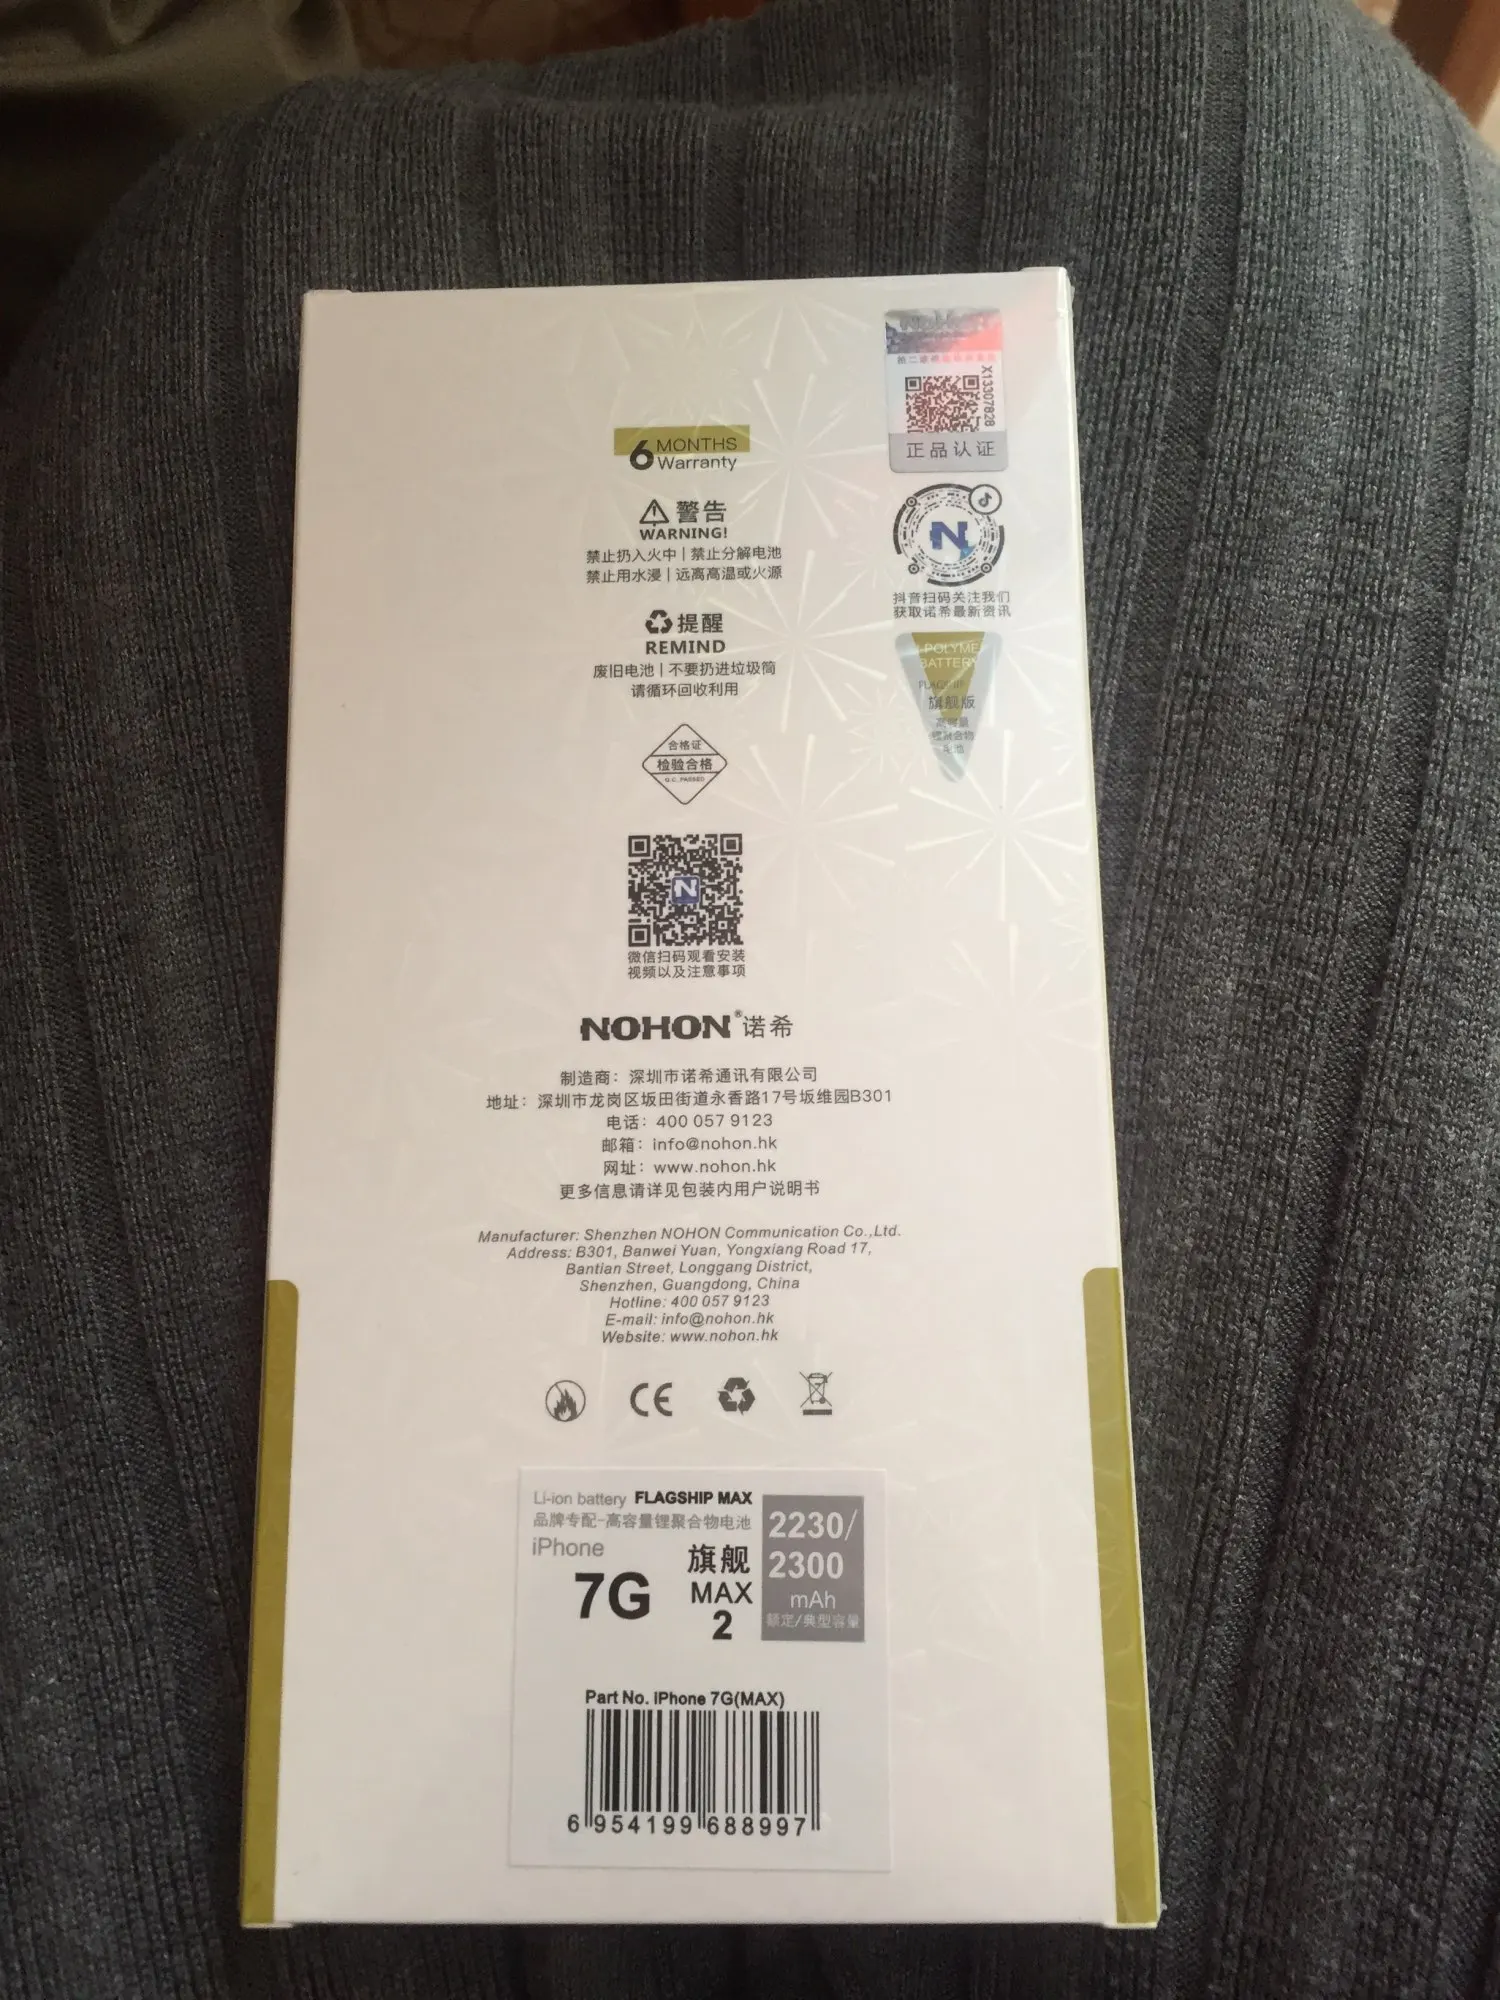 6 MONTHS
Warranty
警告
WARNING!
禁止扔入火中 | 禁止分解电池
禁止用水浸 | 远离高温或火源
提醒
REMIND
废旧电池 | 不要扔进垃圾筒
请循环回收利用
合格证
检验合格
Q.C. PASSED
N
微信扫码观看安装
视频以及注意事项
NOHON
X13307828
正品认证
N
抖音扫码关注我们
获取诺希最新资讯
BATTERY
旗舰版
高容量
锂聚合物
电池
NOHON® 诺希
制造商：深圳市诺希通讯有限公司
地址：深圳市龙岗区坂田街道永香路17号坂维园B301
电话：400 057 9123
邮箱：info@nohon.hk
网址：www.nohon.hk
更多信息请详见包装内用户说明书
Manufacturer: Shenzhen NOHON Communication Co.,Ltd.
Address: B301, Banwei Yuan, Yongxiang Road 17,
Bantian Street, Longgang District,
Shenzhen, Guangdong, China
Hotline: 400 057 9123
E-mail: info@nohon.hk
Website: www.nohon.hk
CE
Li-ion battery FLAGSHIP MAX
品牌专配-高容量锂聚合物电池
iPhone
7G
旗舰
MAX
2
2230/
2300
mAh
额定/典型容量
Part No. iPhone 7G(MAX)
6 954199 688997